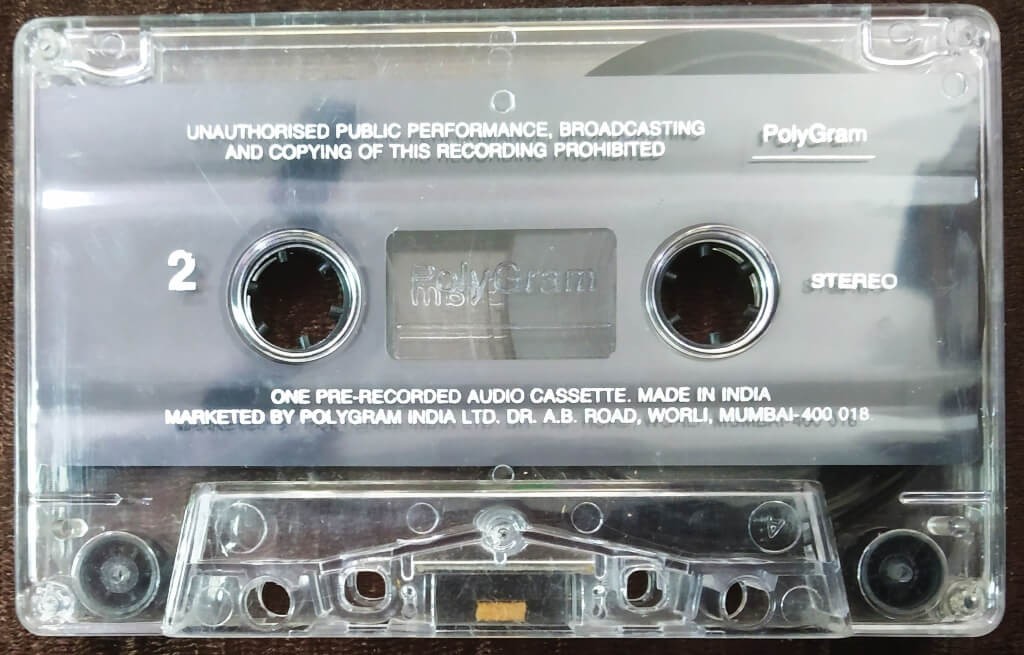 UNAUTHORISED PUBLIC PERFORMANCE, BROADCASTING
AND COPYING OF THIS RECORDING PROHIBITED
PolyGram
2
PolyGram
STEREO
ONE PRE-RECORDED AUDIO CASSETTE. MADE IN INDIA
MARKETED BY POLYGRAM INDIA LTD. DR. A.B. ROAD, WORLI, MUMBAI-400 018.